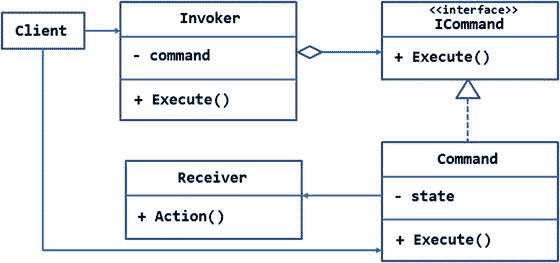 Client
Invoker
- command
+ Execute()
<<interface>>
ICommand
+ Execute()
Receiver
+ Action()
Command
- state
+ Execute()